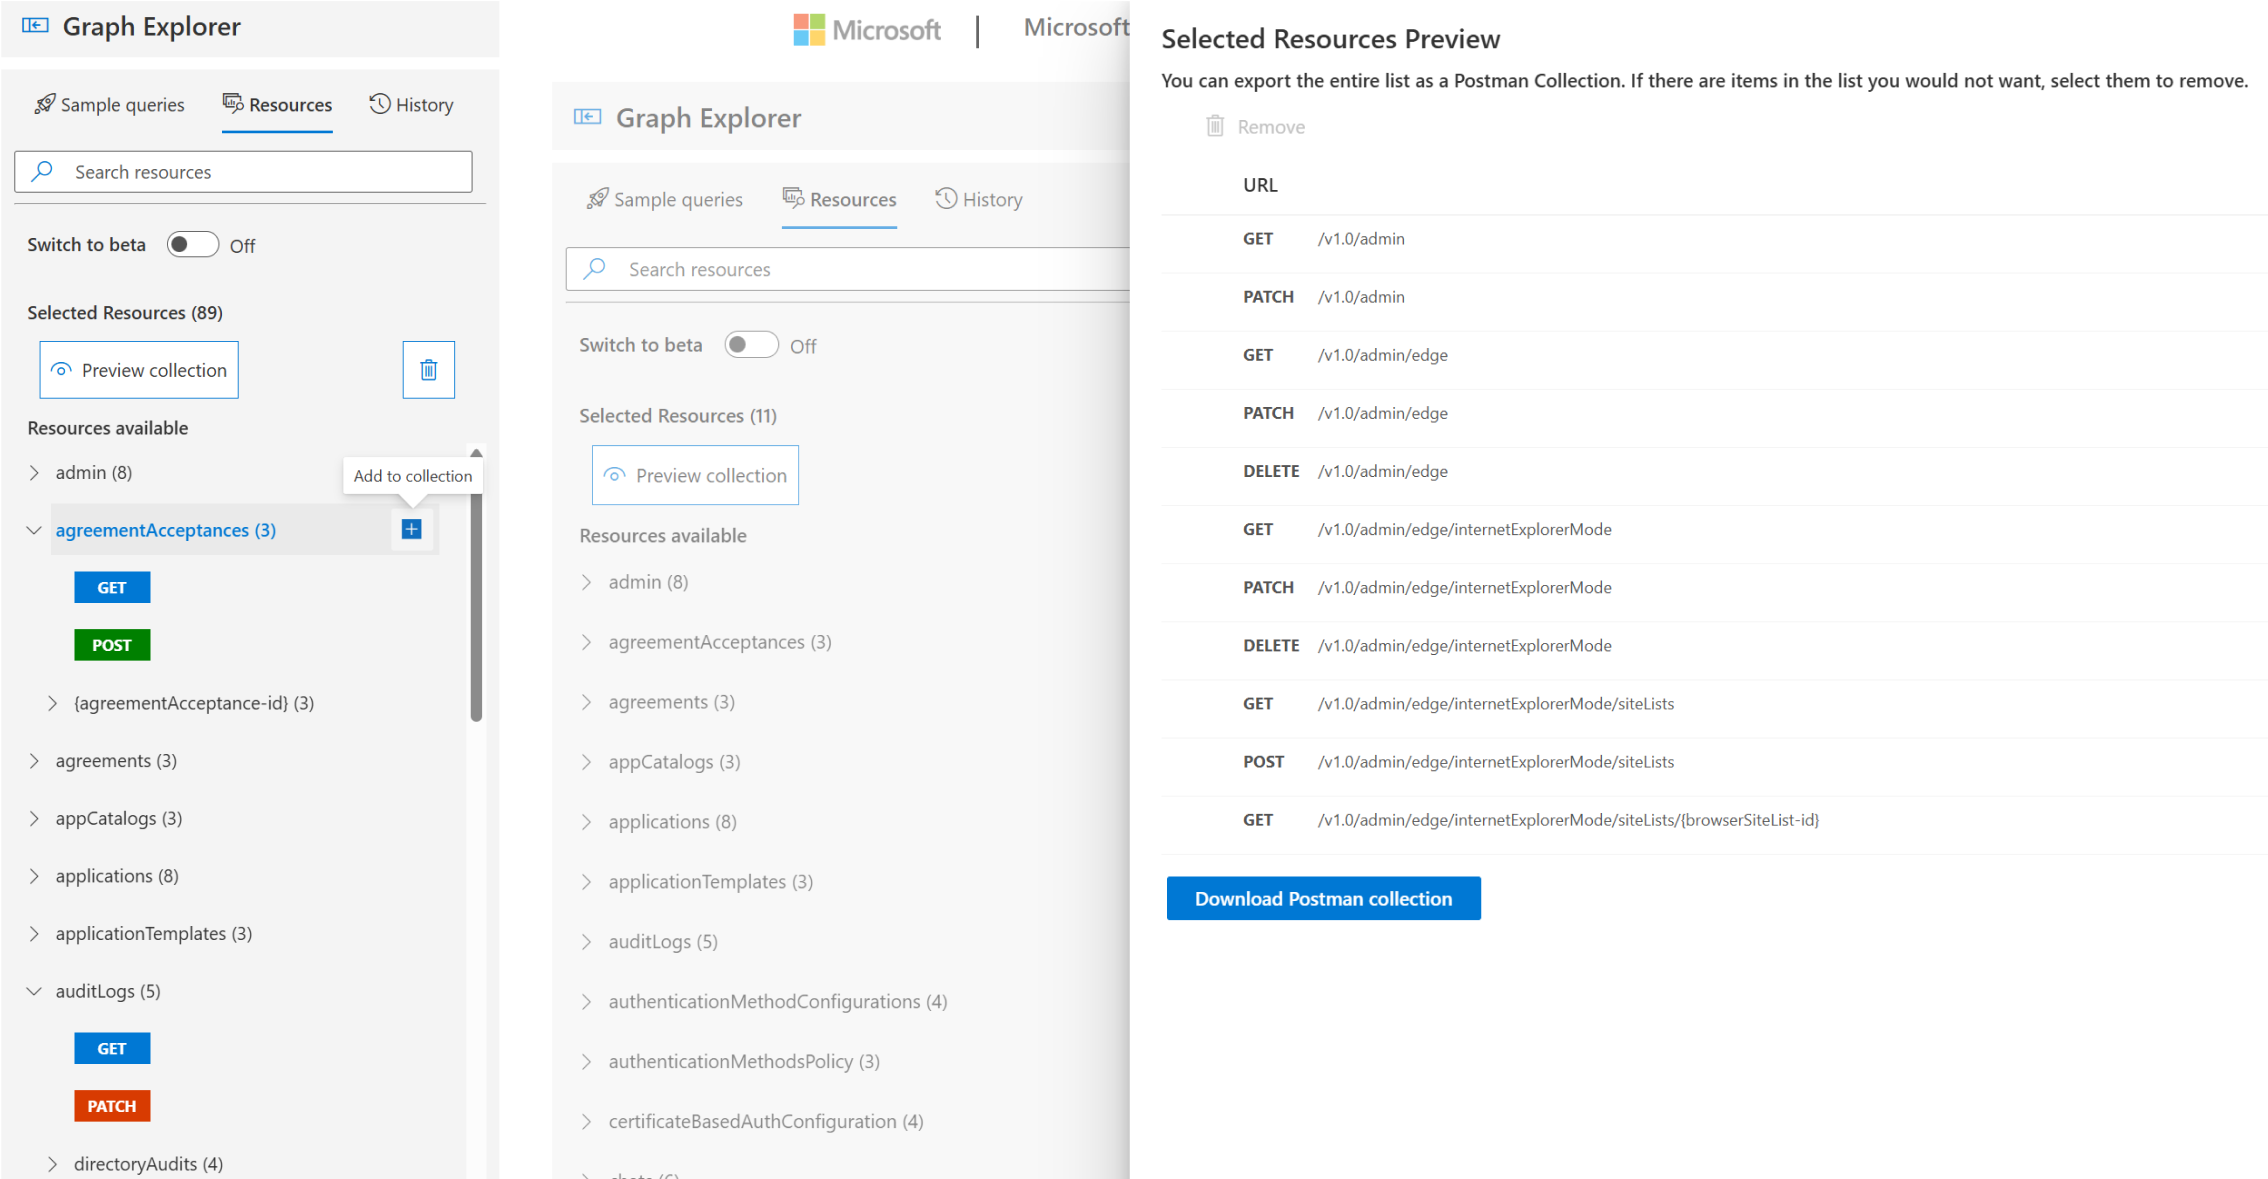 Graph Explorer
Sample queries
Resources
History
Search resources
Switch to beta
Off
Selected Resources (89)
Preview collection
Resources available
admin (8)
Add to collection
agreementAcceptances (3)
GET
POST
{agreementAcceptance-id} (3)
agreements (3)
appCatalogs (3)
applications (8)
applicationTemplates (3)
auditLogs (5)
GET
PATCH
directoryAudits (4)
Microsoft
Microsoft
Graph Explorer
Sample queries
Resources
History
Search resources
Switch to beta
Off
Selected Resources (11)
Preview collection
Resources available
admin (8)
agreementAcceptances (3)
agreements (3)
appCatalogs (3)
applications (8)
applicationTemplates (3)
auditLogs (5)
authenticationMethodConfigurations (4)
authenticationMethodsPolicy (3)
certificateBasedAuthConfiguration (4)
Selected Resources Preview
You can export the entire list as a Postman Collection. If there are items in the list you would not want, select them to remove.
Remove
URL
GET /v1.0/admin
PATCH /v1.0/admin
GET /v1.0/admin/edge
PATCH /v1.0/admin/edge
DELETE /v1.0/admin/edge
GET /v1.0/admin/edge/internetExplorerMode
PATCH /v1.0/admin/edge/internetExplorerMode
DELETE /v1.0/admin/edge/internetExplorerMode
GET /v1.0/admin/edge/internetExplorerMode/siteLists
POST /v1.0/admin/edge/internetExplorerMode/siteLists
GET /v1.0/admin/edge/internetExplorerMode/siteLists/{browserSiteList-id}
Download Postman collection